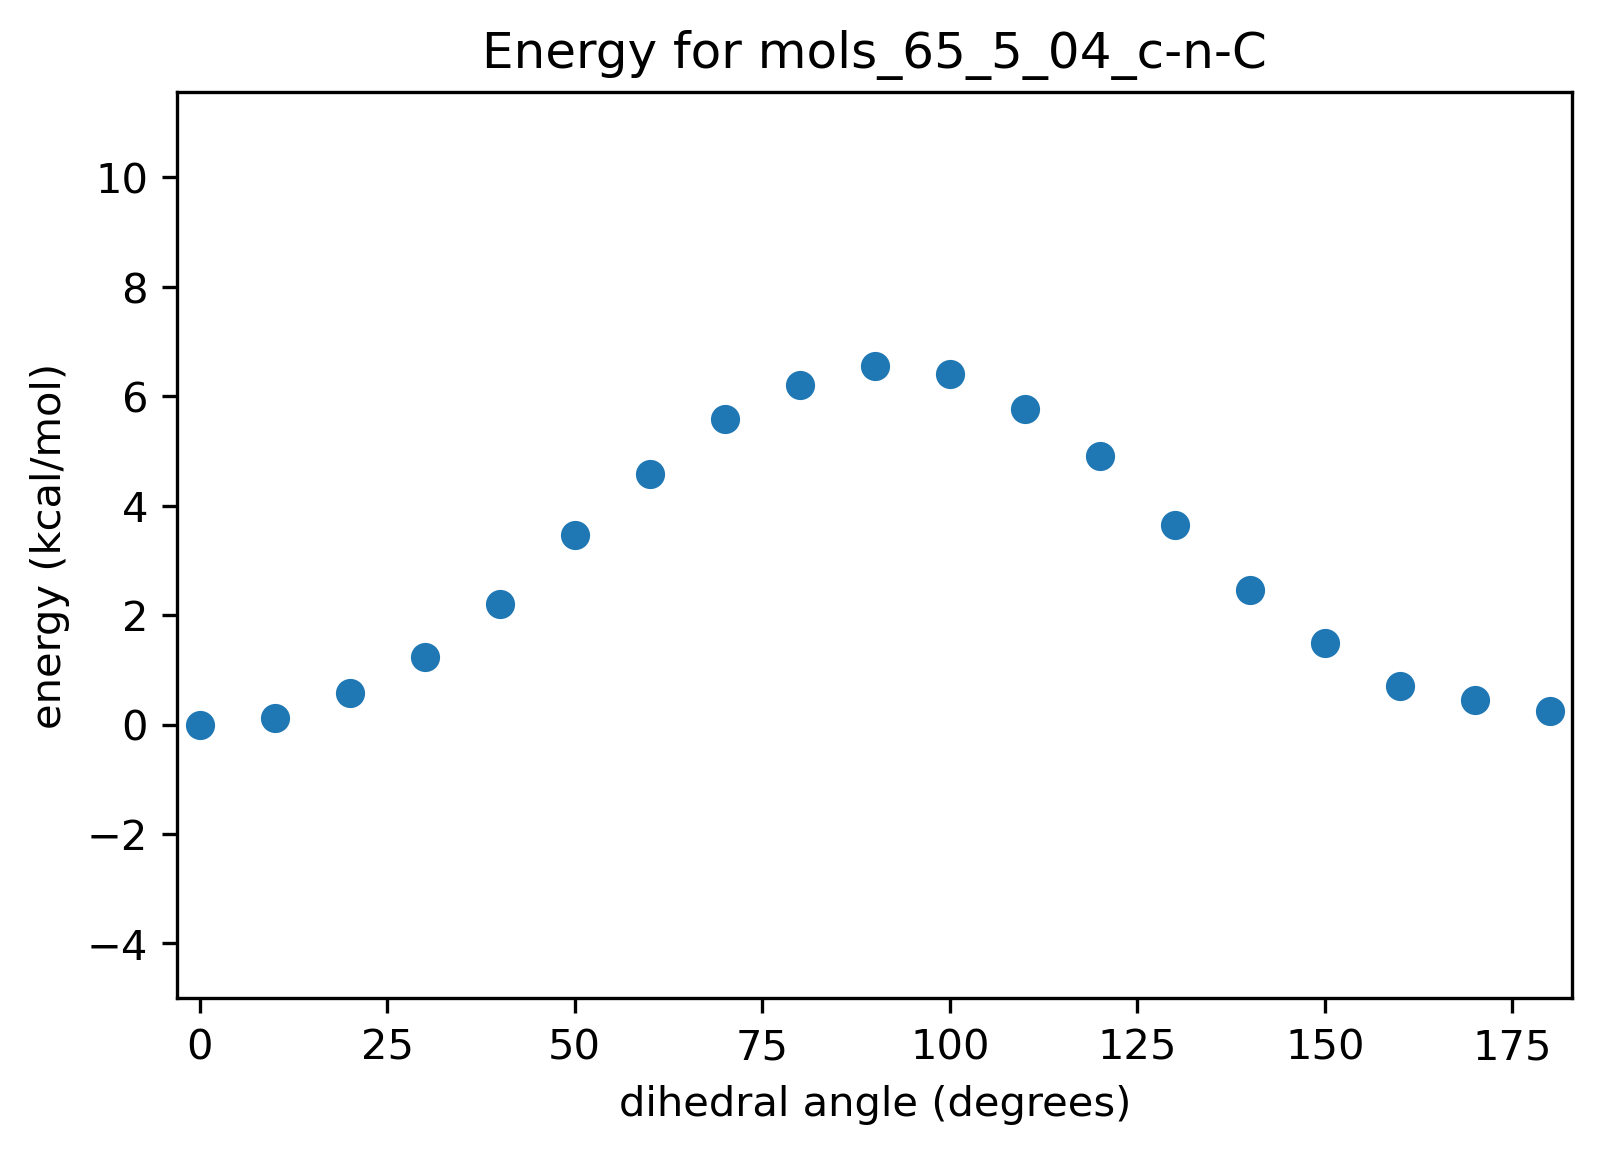 Energy for mols_65_5_04_c-n-C
10
8
6
4
2
0
−2
−4
energy (kcal/mol)
0 25 50 75 100 125 150 175
dihedral angle (degrees)